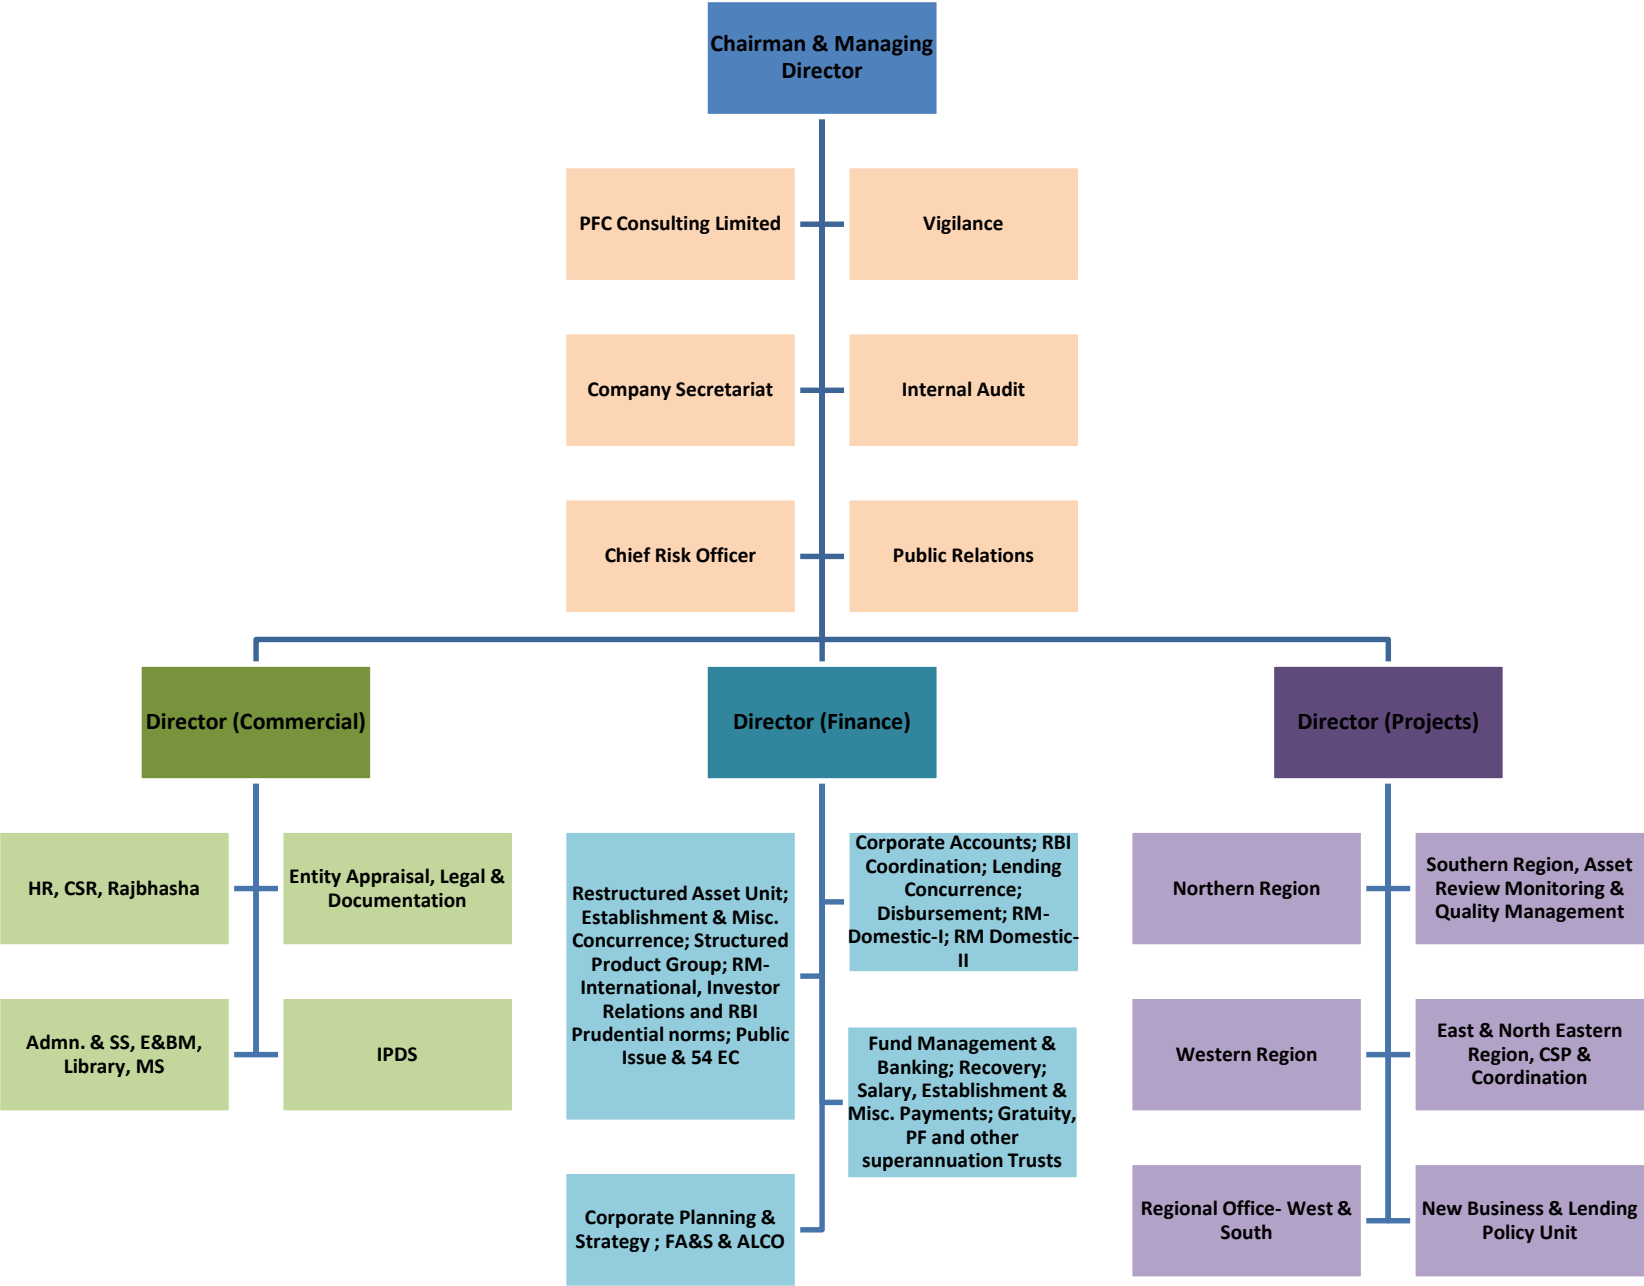 Chairman & Managing
Director
PFC Consulting Limited
Vigilance
Company Secretariat
Internal Audit
Chief Risk Officer
Public Relations
Director (Commercial)
Director (Finance)
Director (Projects)
HR, CSR, Rajbhasha
Entity Appraisal, Legal &
Documentation
Admn. & SS, E&BM,
Library, MS
IPDS
Restructured Asset Unit;
Establishment & Misc.
Concurrence; Structured
Product Group; RM-
International, Investor
Relations and RBI
Prudential norms; Public
Issue & 54 EC
Corporate Accounts; RBI
Coordination; Lending
Concurrence;
Disbursement; RM-
Domestic-I; RM Domestic-
II
Fund Management &
Banking; Recovery;
Salary, Establishment &
Misc. Payments; Gratuity,
PF and other
superannuation Trusts
Corporate Planning &
Strategy ; FA&S & ALCO
Northern Region
Southern Region, Asset
Review Monitoring &
Quality Management
Western Region
East & North Eastern
Region, CSP &
Coordination
Regional Office- West &
South
New Business & Lending
Policy Unit